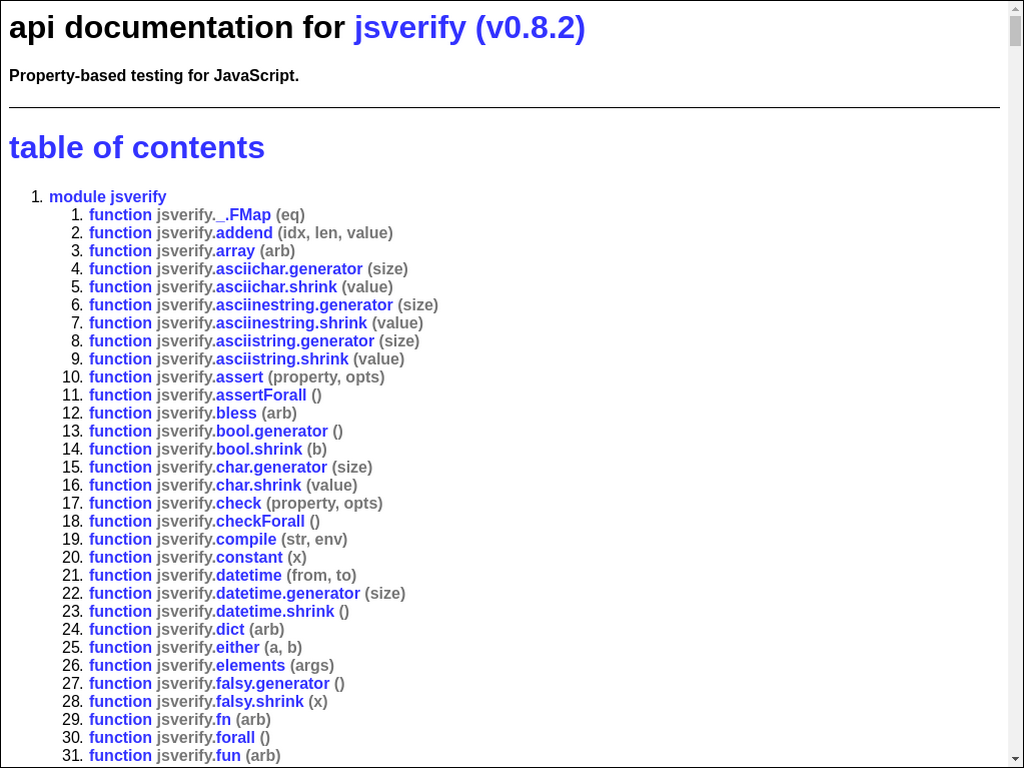 api documentation for jsverify (v0.8.2)
Property-based testing for JavaScript.
table of contents
1. module jsverify
1. function jsverify._.FMap (eq)
2. function jsverify.addend (idx, len, value)
3. function jsverify.array (arb)
4. function jsverify.asciichar.generator (size)
5. function jsverify.asciichar.shrink (value)
6. function jsverify.asciinestring.generator (size)
7. function jsverify.asciinestring.shrink (value)
8. function jsverify.asciistring.generator (size)
9. function jsverify.asciistring.shrink (value)
10. function jsverify.assert (property, opts)
11. function jsverify.assertForall ()
12. function jsverify.bless (arb)
13. function jsverify.bool.generator ()
14. function jsverify.bool.shrink (b)
15. function jsverify.char.generator (size)
16. function jsverify.char.shrink (value)
17. function jsverify.check (property, opts)
18. function jsverify.checkForall ()
19. function jsverify.compile (str, env)
20. function jsverify.constant (x)
21. function jsverify.datetime (from, to)
22. function jsverify.datetime.generator (size)
23. function jsverify.datetime.shrink ()
24. function jsverify.dict (arb)
25. function jsverify.either (a, b)
26. function jsverify.elements (args)
27. function jsverify.falsy.generator ()
28. function jsverify.falsy.shrink (x)
29. function jsverify.fn (arb)
30. function jsverify.forall ()
31. function jsverify.fun (arb)